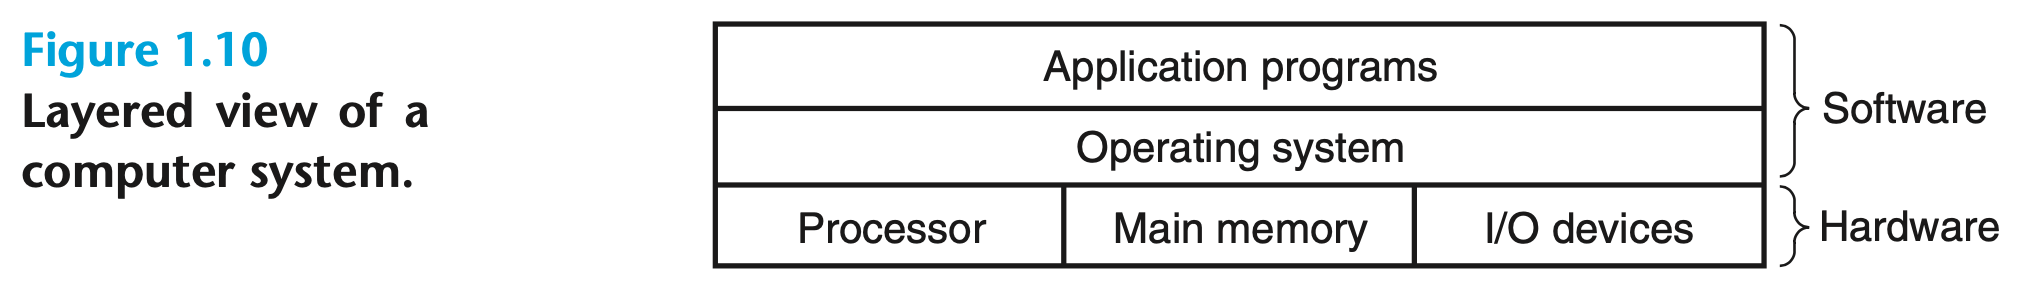 Figure 1.10
Layered view of a
computer system.
Application programs
Operating system
Processor
Main memory
I/O devices
Software
Hardware